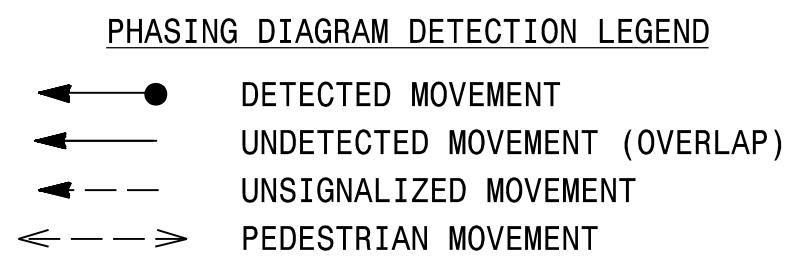 PHASING DIAGRAM DETECTION LEGEND
DETECTED MOVEMENT
UNDETECTED MOVEMENT (OVERLAP)
UNSIGNALIZED MOVEMENT
PEDESTRIAN MOVEMENT